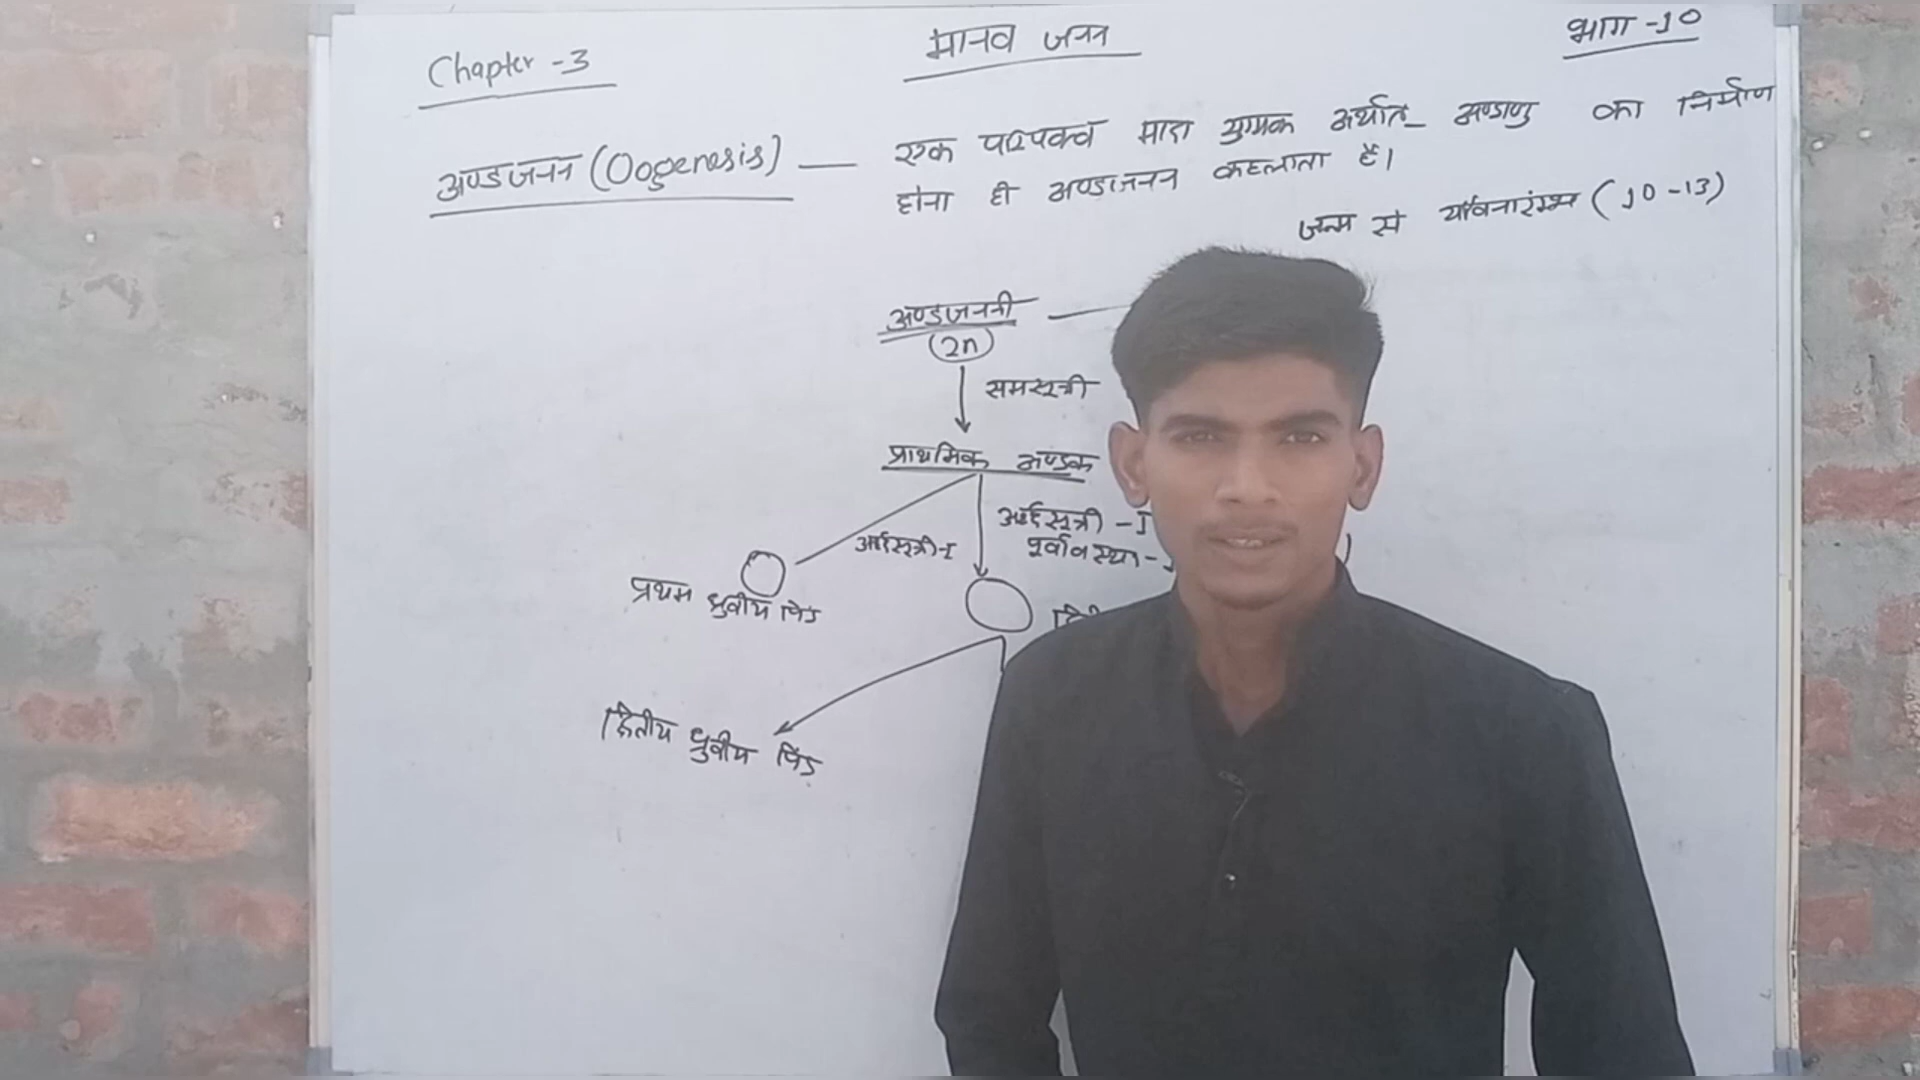 Chapter -3
मानव जनन
भाग -10
अण्डजनन (Oogenesis) — एक परिपक्व मादा युग्मक अर्थात अण्डाणु का निर्माण
होना ही अण्डाजनन कहलाता है।
जन्म से यौवनारंम्भ (10-13)
अण्डजननी
(2n)
समसूत्री
प्राथमिक अण्डक
अर्द्धसूत्री -I
अर्द्धसूत्री-I
पूर्वावस्था -
प्रथम ध्रुवीय पिंड
द्वितीय ध्रुवीय पिंड